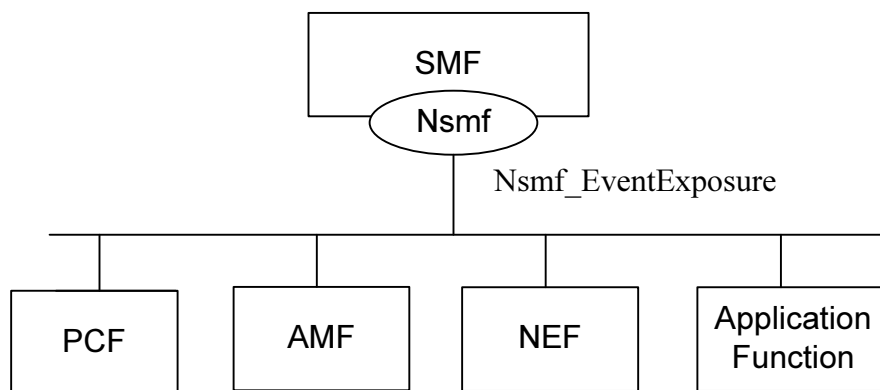 SMF
Nsmf
Nsmf_EventExposure
PCF
AMF
NEF
Application
Function